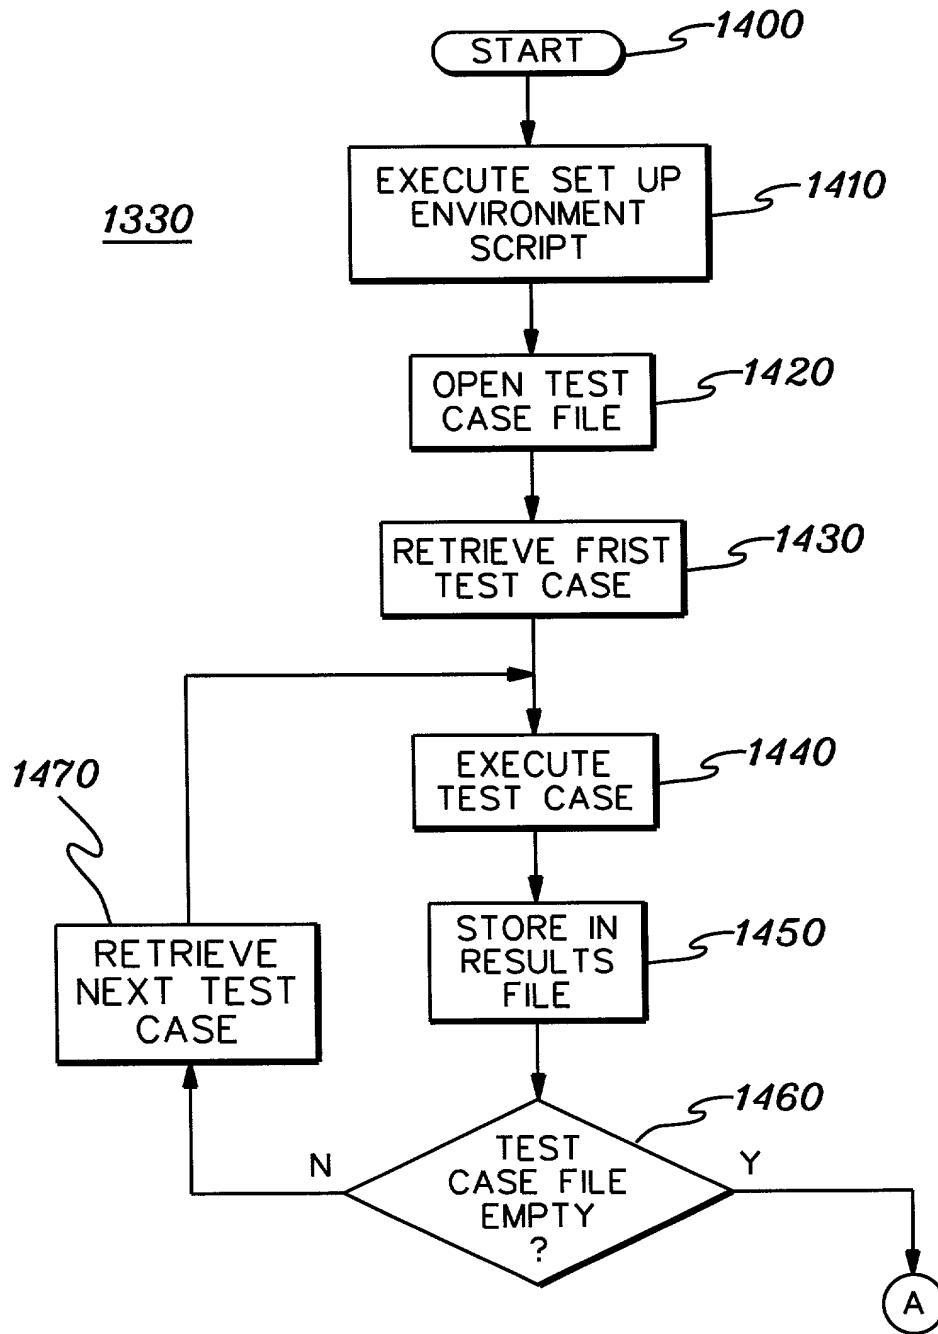 START
1400
EXECUTE SET UP
ENVIRONMENT
SCRIPT
1410
1330
OPEN TEST
CASE FILE
1420
RETRIEVE FRIST
TEST CASE
1430
EXECUTE
TEST CASE
1440
1470
STORE IN
RESULTS
FILE
1450
RETRIEVE
NEXT TEST
CASE
TEST
CASE FILE
EMPTY
?
1460
N
Y
A